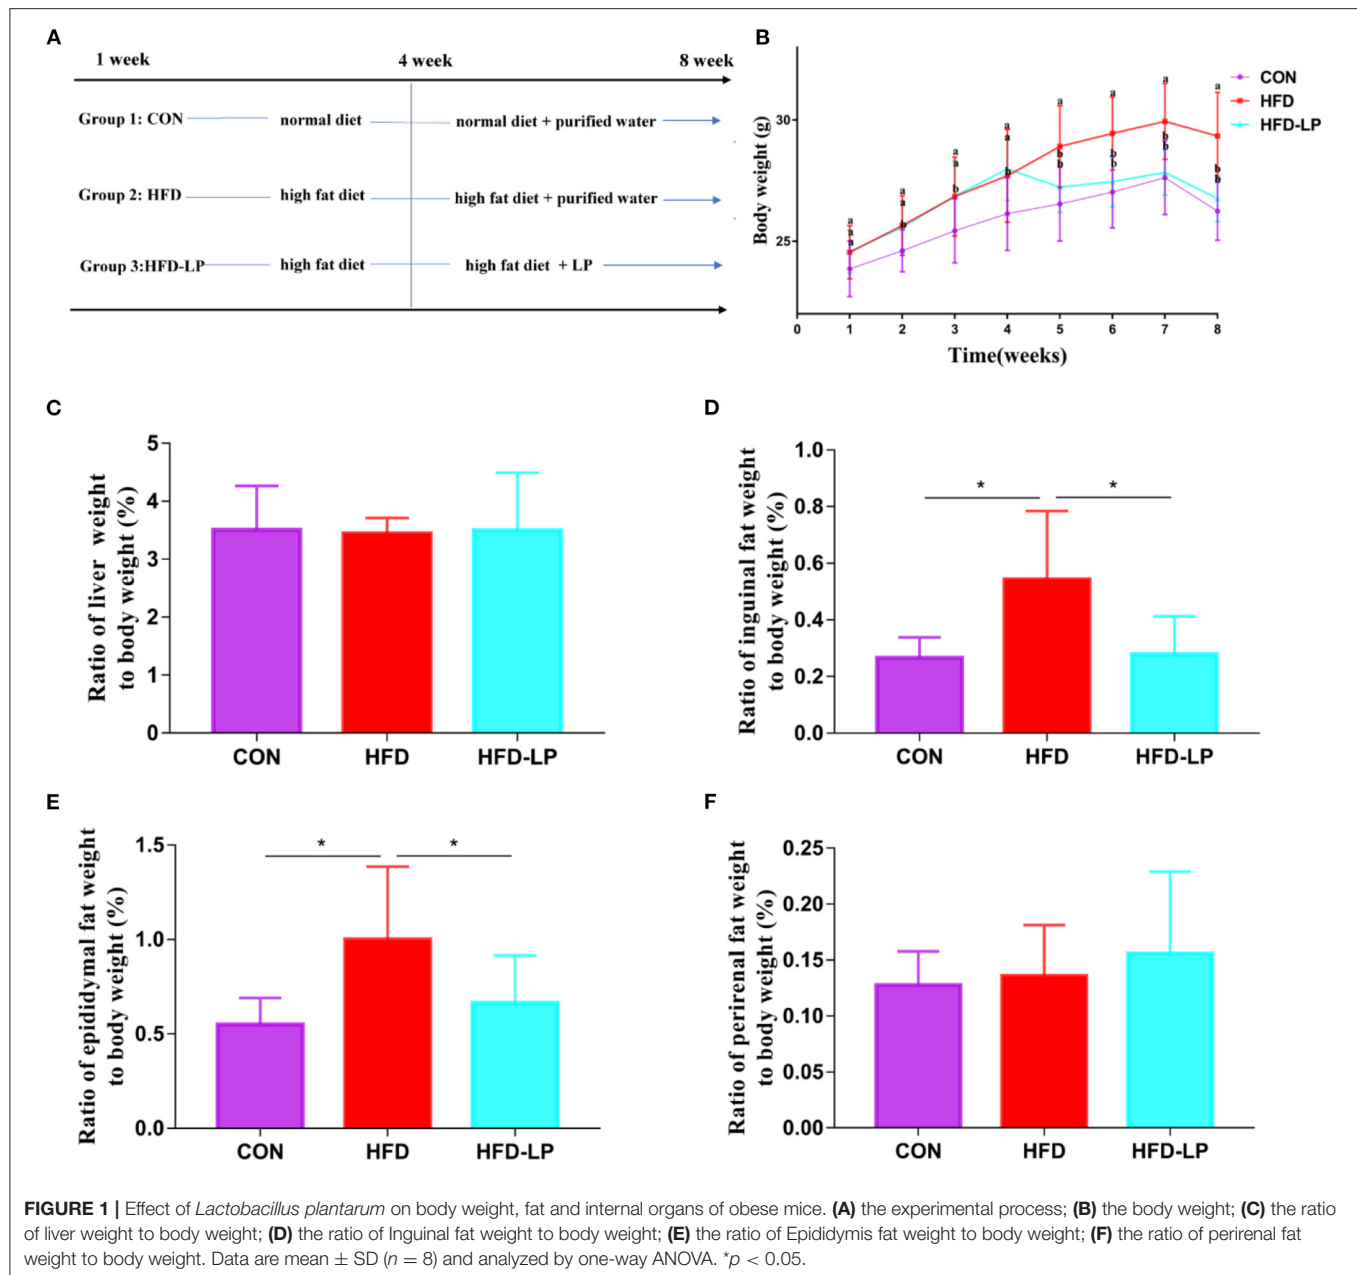 A
1 week 4 week 8 week
Group 1: CON normal diet normal diet + purified water
Group 2: HFD high fat diet high fat diet + purified water
Group 3:HFD-LP high fat diet high fat diet + LP
B
Body weight (g)
30
25
0 1 2 3 4 5 6 7 8
Time(weeks)
a a a
a a b
a a b
a a b
a b b
a b b
a b b
a b b
CON
HFD
HFD-LP
C
Ratio of liver weight
to body weight (%)
5
4
3
2
1
0
CON HFD HFD-LP
D
Ratio of inguinal fat weight
to body weight (%)
1.0
0.8
0.6
0.4
0.2
0.0
* *
CON HFD HFD-LP
E
Ratio of epididymal fat weight
to body weight (%)
1.5
1.0
0.5
0.0
* *
CON HFD HFD-LP
F
Ratio of perirenal fat weight
to body weight (%)
0.25
0.20
0.15
0.10
0.05
0.00
CON HFD HFD-LP
FIGURE 1 | Effect of Lactobacillus plantarum on body weight, fat and internal organs of obese mice. (A) the experimental process; (B) the body weight; (C) the ratio
of liver weight to body weight; (D) the ratio of Inguinal fat weight to body weight; (E) the ratio of Epididymis fat weight to body weight; (F) the ratio of perirenal fat
weight to body weight. Data are mean ± SD (n = 8) and analyzed by one-way ANOVA. *p < 0.05.